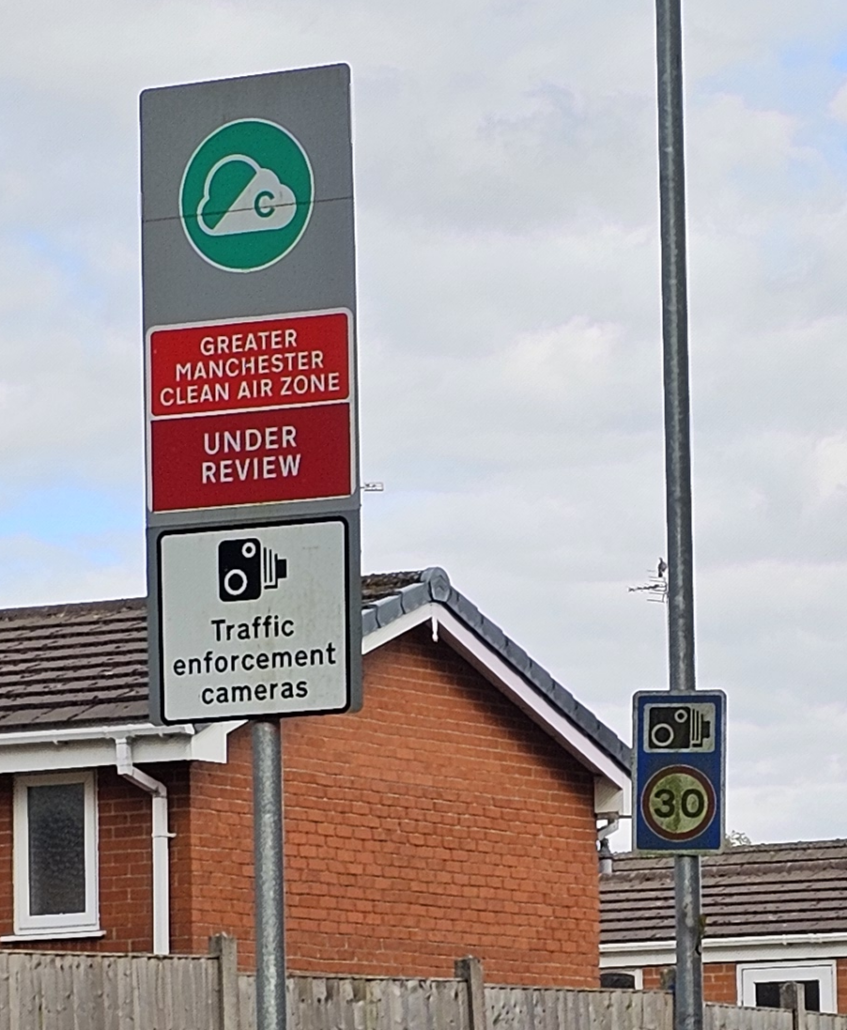 C
GREATER
MANCHESTER
CLEAN AIR ZONE
UNDER
REVIEW
Traffic
enforcement
cameras
30